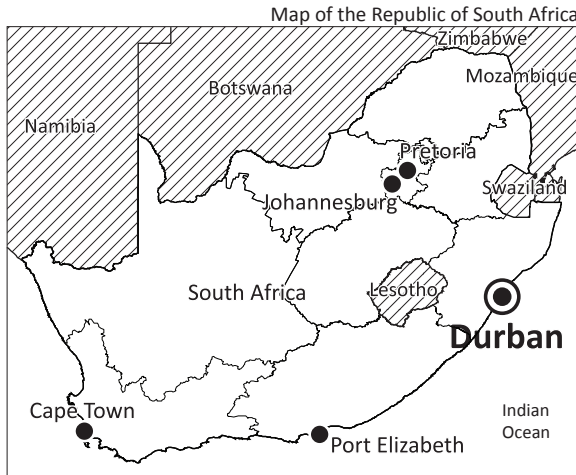 Map of the Republic of South Africa
Zimbabwe
Mozambique
Botswana
Namibia
Pretoria
Swaziland
Johannesburg
South Africa
Lesotho
Durban
Cape Town
Indian
Ocean
Port Elizabeth